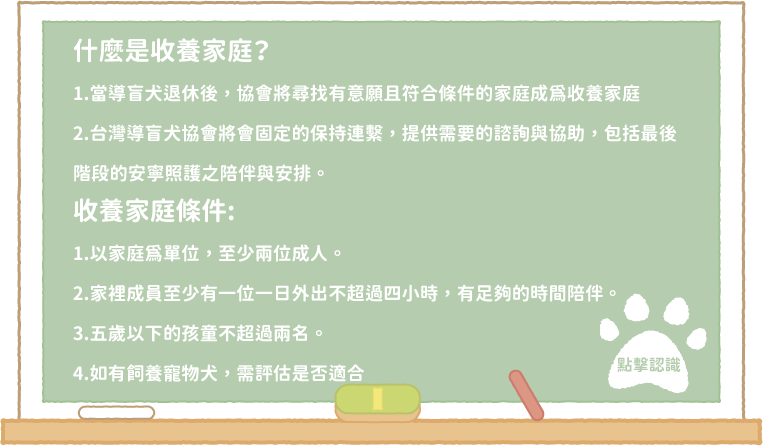 什麼是收養家庭？
1.當導盲犬退休後，協會將尋找有意願且符合條件的家庭成為收養家庭
2.台灣導盲犬協會將會固定的保持連繫，提供需要的諮詢與協助，包括最後
階段的安寧照護之陪伴與安排。
收養家庭條件:
1.以家庭為單位，至少兩位成人。
2.家裡成員至少有一位一日外出不超過四小時，有足夠的時間陪伴。
3.五歲以下的孩童不超過兩名。
4.如有飼養寵物犬，需評估是否適合
點擊認識